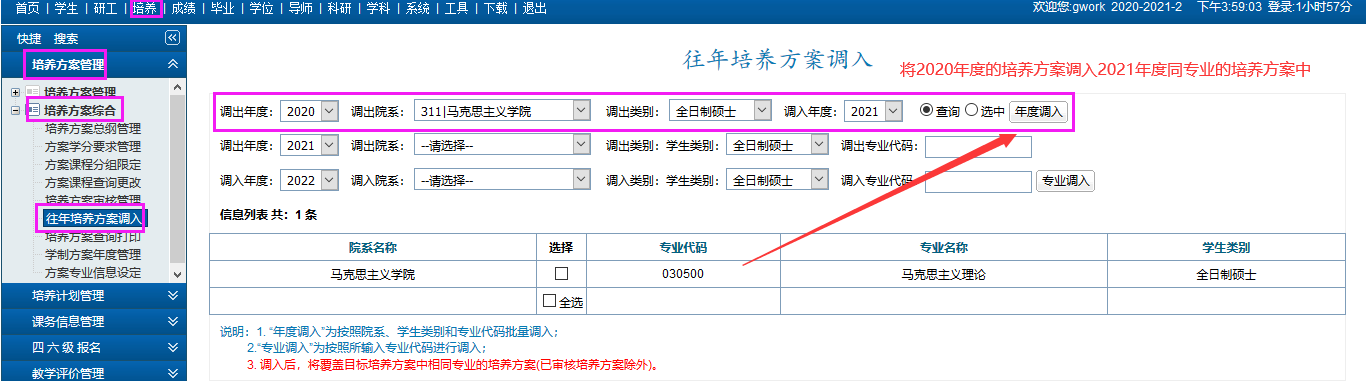 首页 | 学生 | 研工 | 培养 | 成绩 | 毕业 | 学位 | 导师 | 科研 | 学科 | 系统 | 工具 | 下载 | 退出
欢迎您:gwork 2020-2021-2 下午3:59:03 登录:1小时57分
快捷 搜索
培养方案管理
培养方案管理
培养方案综合
培养方案总纲管理
方案学分要求管理
方案课程分组限定
方案课程查询更改
培养方案审核管理
往年培养方案调入
培养方案查询打印
学制方案年度管理
方案专业信息设定
培养计划管理
课务信息管理
四 六 级 报名
教学评价管理
往年培养方案调入
将2020年度的培养方案调入2021年度同专业的培养方案中
调出年度: 2020 调出院系: 311|马克思主义学院 调出类别: 全日制硕士 调入年度: 2021 查询 选中 年度调入
调出年度: 2021 调出院系: --请选择-- 调出类别: 学生类别: 全日制硕士 调出专业代码:
调入年度: 2022 调入院系: --请选择-- 调入类别: 学生类别: 全日制硕士 调入专业代码: 专业调入
信息列表 共: 1 条
院系名称 选择 专业代码 专业名称 学生类别
马克思主义学院 030500 马克思主义理论 全日制硕士
全选
说明: 1. “年度调入”为按照院系、学生类别和专业代码批量调入;
2.“专业调入”为按照所输入专业代码进行调入;
3. 调入后, 将覆盖目标培养方案中相同专业的培养方案(已审核培养方案除外)。